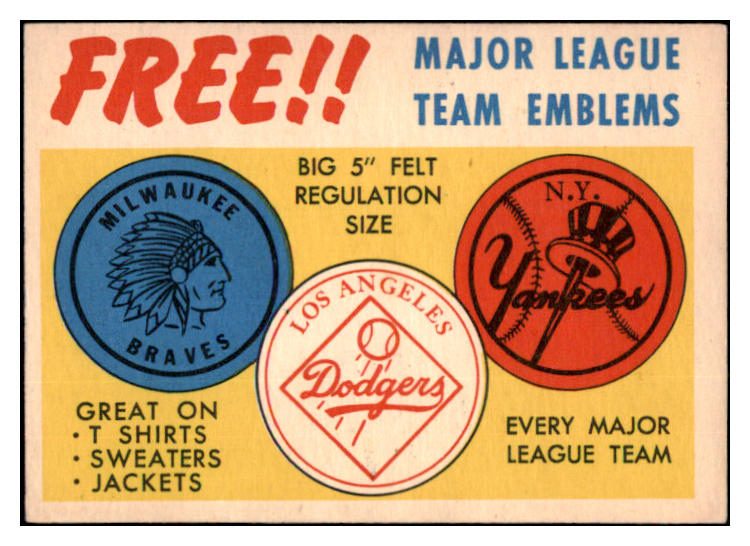 FREE!!
MAJOR LEAGUE
TEAM EMBLEMS
BIG 5" FELT
REGULATION
SIZE
MILWAUKEE
BRAVES
LOS ANGELES
Dodgers
N.Y.
Yankees
GREAT ON
• T SHIRTS
• SWEATERS
• JACKETS
EVERY MAJOR
LEAGUE TEAM